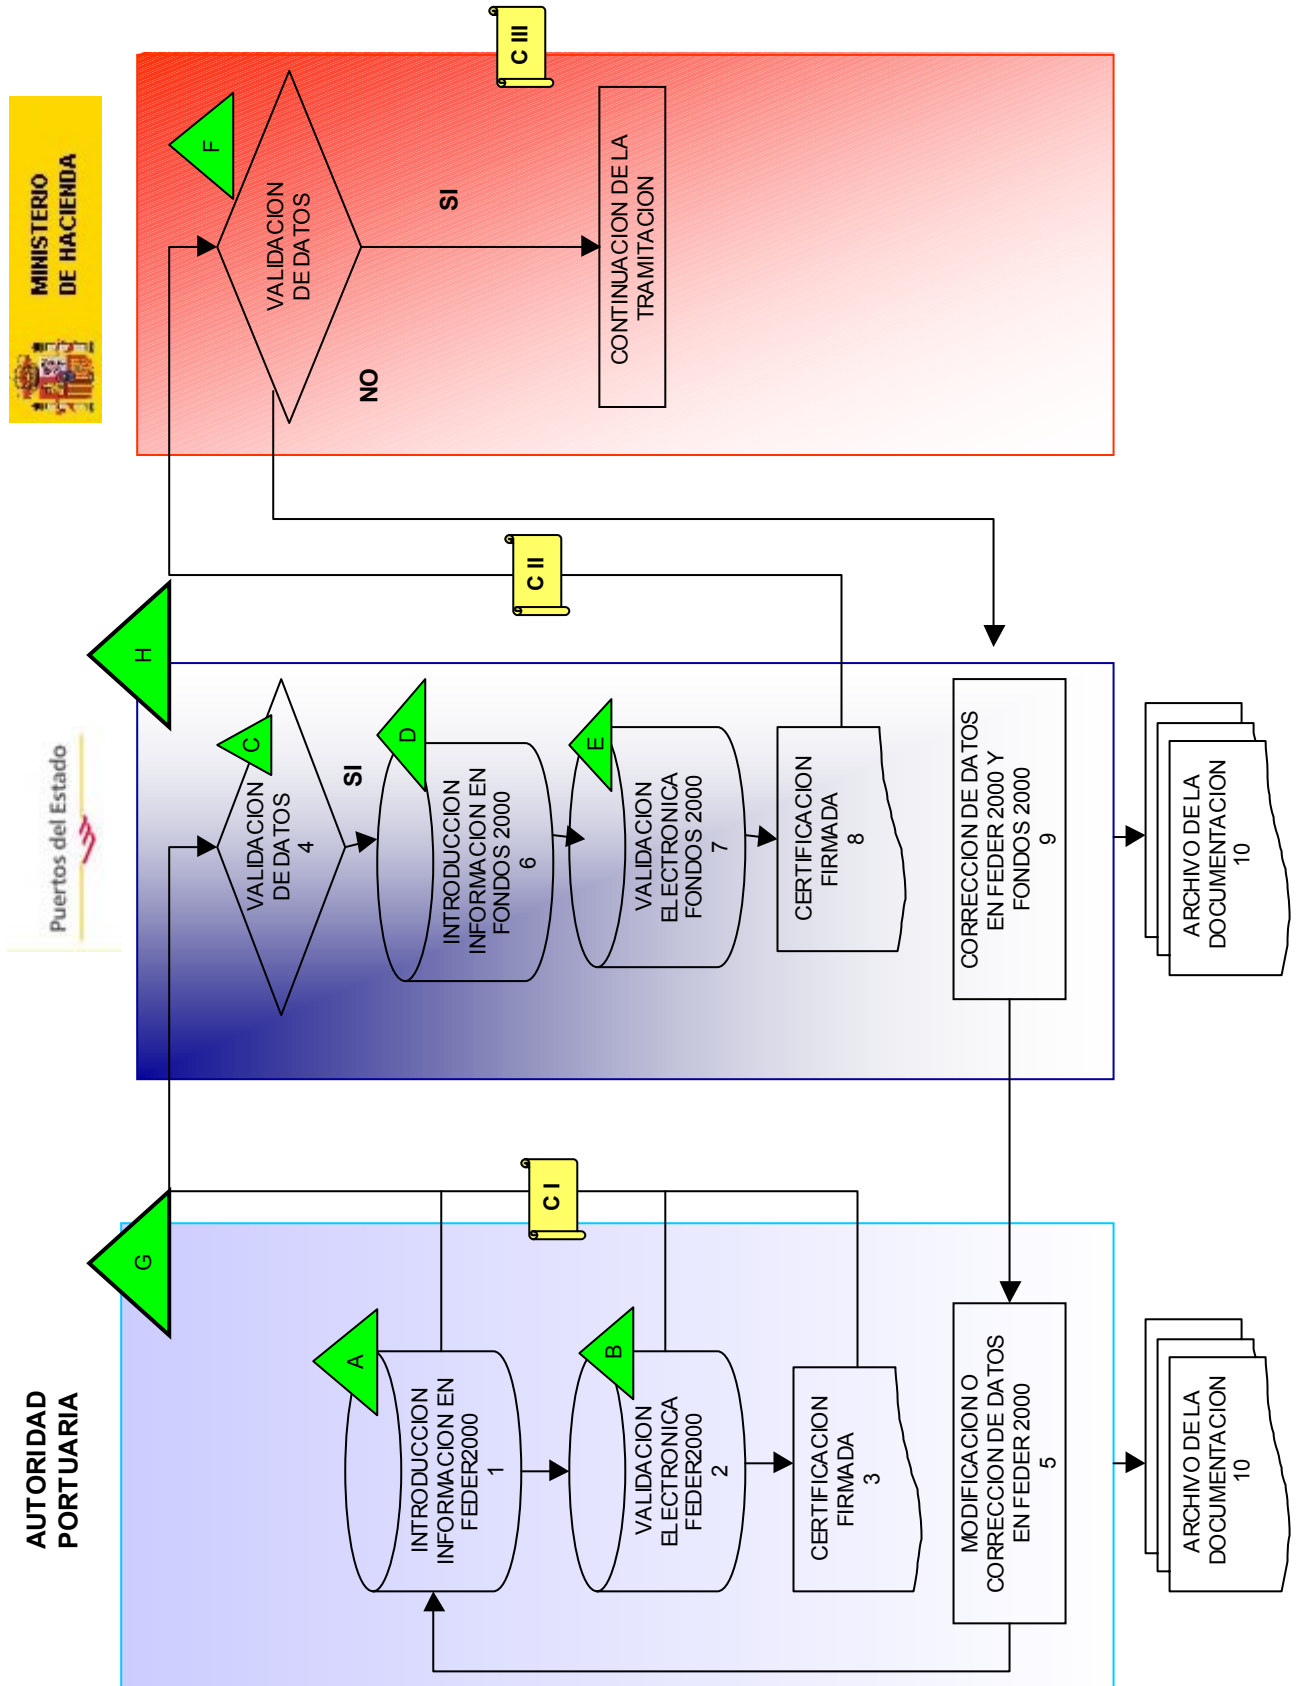 AUTORIDAD
PORTUARIA
Puertos del Estado
MINISTERIO
DE HACIENDA
G
A
INTRODUCCION
INFORMACION EN
FEDER2000
1
B
VALIDACION
ELECTRONICA
FEDER2000
2
CERTIFICACION
FIRMADA
3
MODIFICACION O
CORRECCION DE DATOS
EN FEDER 2000
5
ARCHIVO DE LA
DOCUMENTACION
10
C I
H
C
VALIDACION
DE DATOS
4
SI
D
INTRODUCCION
INFORMACION EN
FONDOS 2000
6
E
VALIDACION
ELECTRONICA
FONDOS 2000
7
CERTIFICACION
FIRMADA
8
CORRECCION DE DATOS
EN FEDER 2000 Y
FONDOS 2000
9
ARCHIVO DE LA
DOCUMENTACION
10
C II
F
VALIDACION
DE DATOS
NO
SI
CONTINUACION DE LA
TRAMITACION
C III